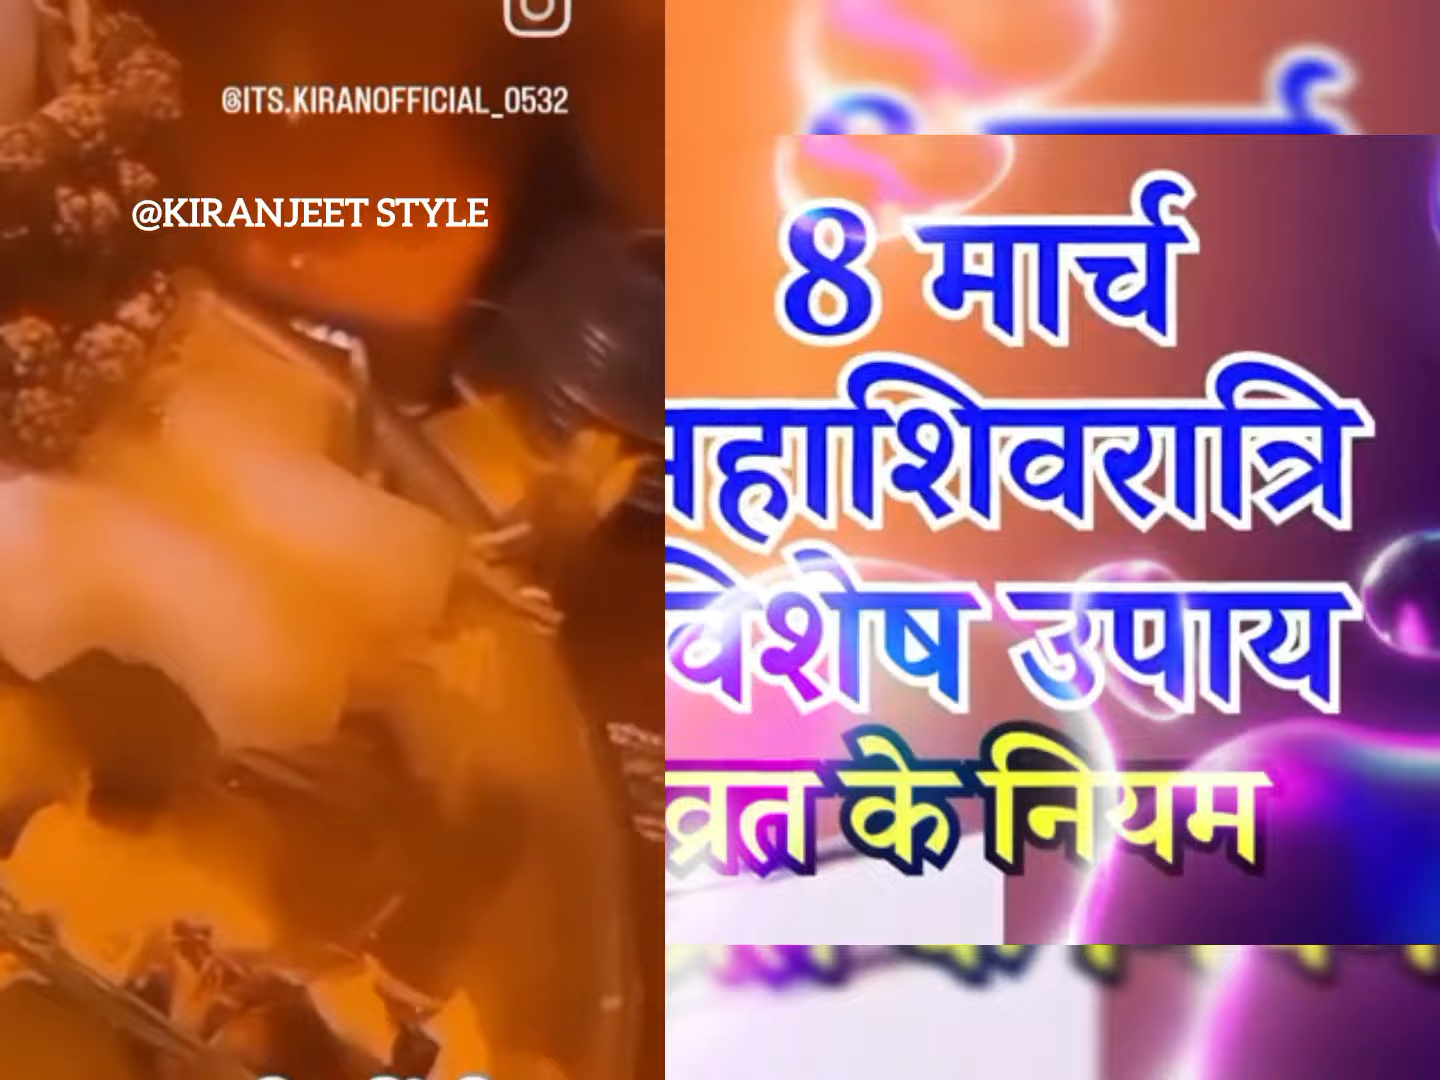 @ITS.KIRANOFFICIAL_0532
@KIRANJEET STYLE
8 मार्च
महाशिवरात्रि
विशेष उपाय
व्रत के नियम